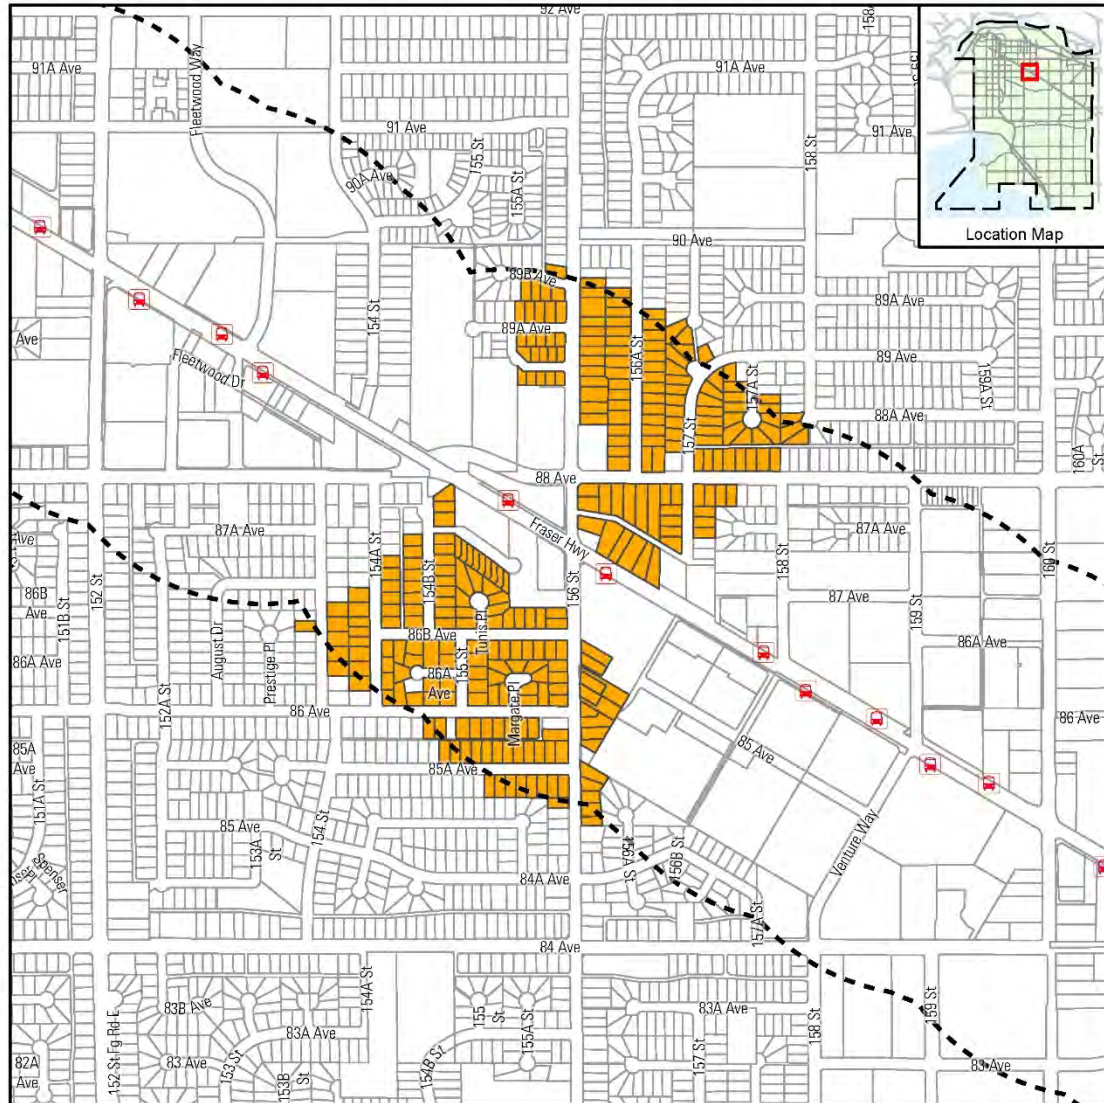 92 Ave
158A
91A Ave
Fleetwood Way
91A Ave
91 Ave
155 St
158 St
91 Ave
90A Ave
155A St
Location Map
90 Ave
89B Ave
154 St
89A Ave
89A Ave
Ave
156A St
89 Ave
Fleetwood Dr
157A St
159A St
88A Ave
157 St
160A
St
88 Ave
Fraser Hwy
87A Ave
87A Ave
Ave
154A St
154B St
156 St
158 St
160 St
152 St
151B St
86B
Ave
87 Ave
159 St
Tunis Pl
86B Ave
August Dr
Prestige Pl
155 St
86A
Ave
86A Ave
86A Ave
152A St
86 Ave
Margate Pl
86 Ave
85A
Ave
85 Ave
85A Ave
151A St
85 Ave
153A
St
154 St
156A St
156B St
Venture Way
Spenser
84A Ave
157A St
84 Ave
154A St
155
St
155A St
83A Ave
158 St
159 St
83B Ave
83A Ave
157 St
152 St Fg Rd E
153 St
153B
St
154B St
82A
Ave
83 Ave
83 Ave